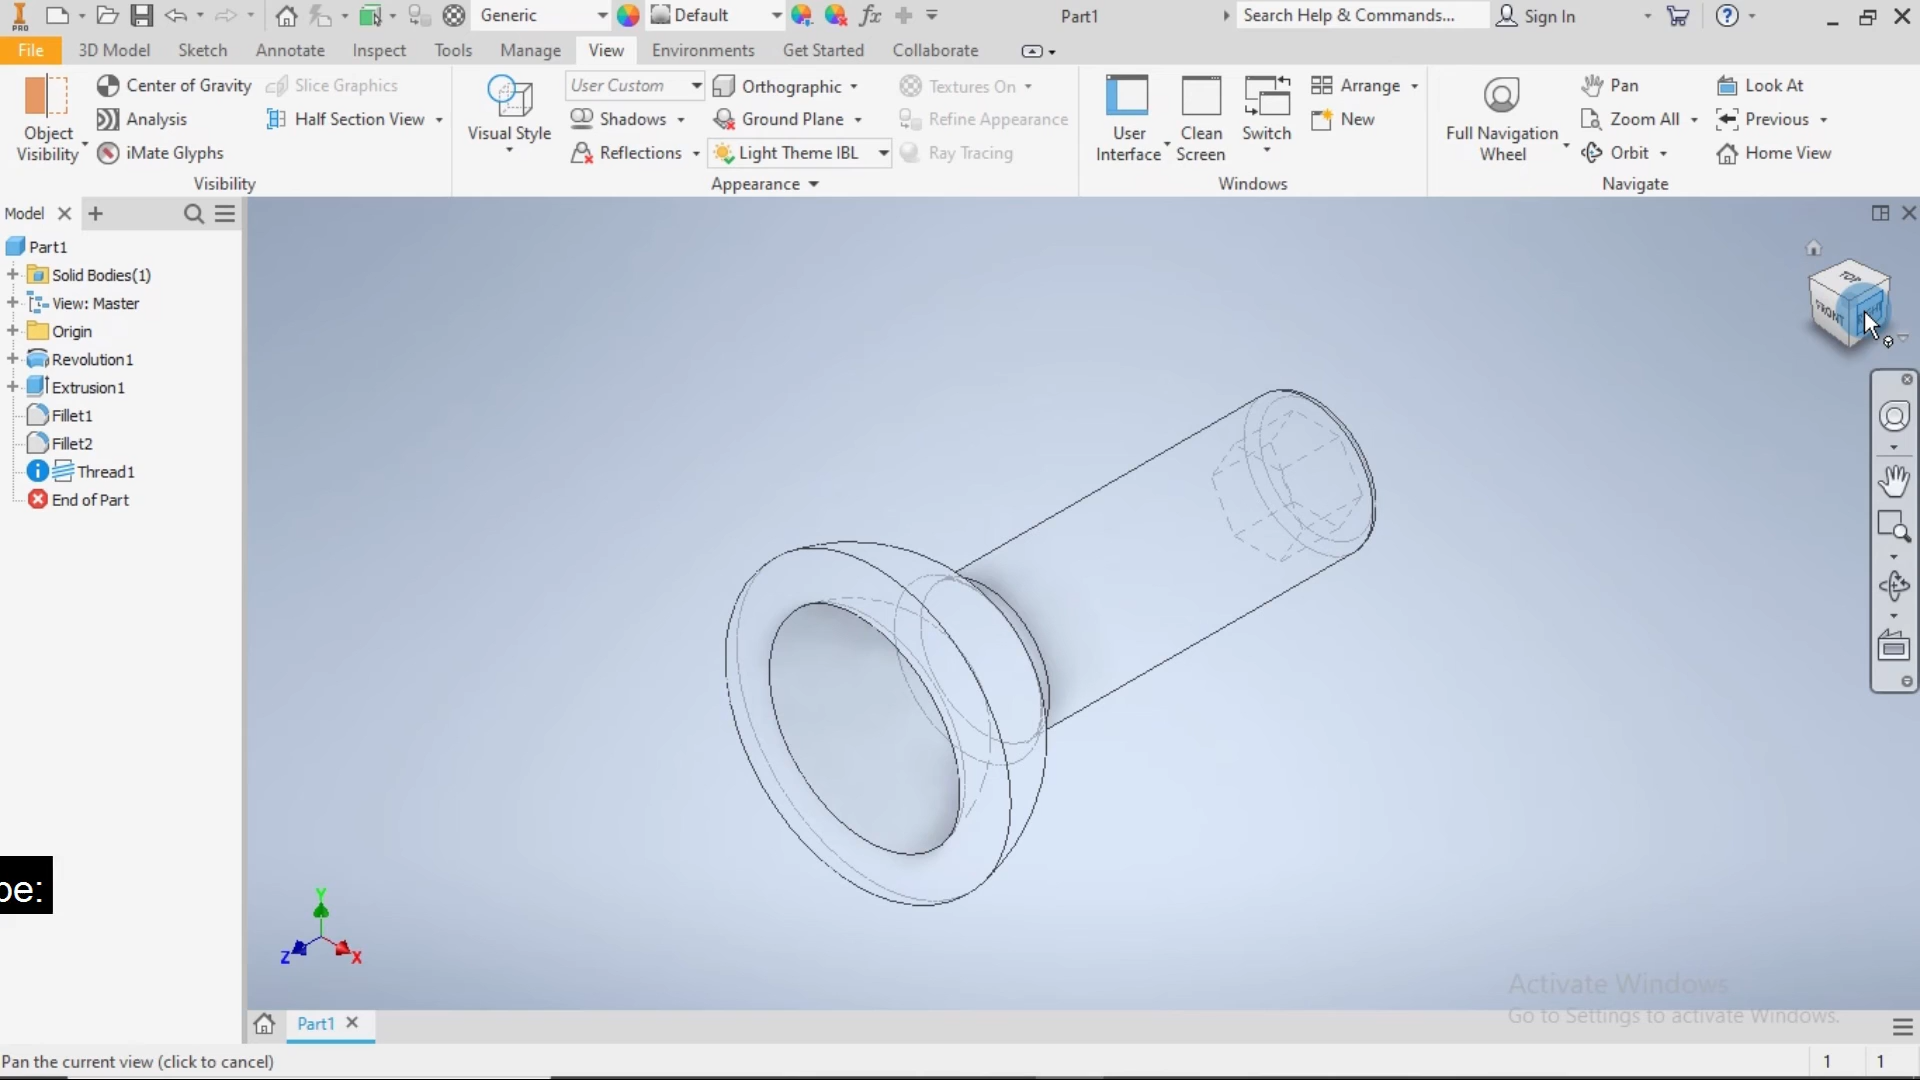 PRO
Generic
Default
fx
Part1
Search Help & Commands...
Sign In
File
3D Model
Sketch
Annotate
Inspect
Tools
Manage
View
Environments
Get Started
Collaborate
Object
Visibility
Center of Gravity
Analysis
iMate Glyphs
Slice Graphics
Half Section View
Visibility
Visual Style
User Custom
Shadows
Reflections
Orthographic
Ground Plane
Light Theme IBL
Textures On
Refine Appearance
Ray Tracing
Appearance
User
Interface
Clean
Screen
Switch
Arrange
New
Windows
Full Navigation
Wheel
Pan
Zoom All
Orbit
Look At
Previous
Home View
Navigate
Model
Part1
Solid Bodies(1)
View: Master
Origin
Revolution1
Extrusion1
Fillet1
Fillet2
Thread1
End of Part
TOP
FRONT
RIGHT
pe:
Y
Z
X
Activate Windows
Go to Settings to activate Windows.
Part1
Pan the current view (click to cancel)
1
1